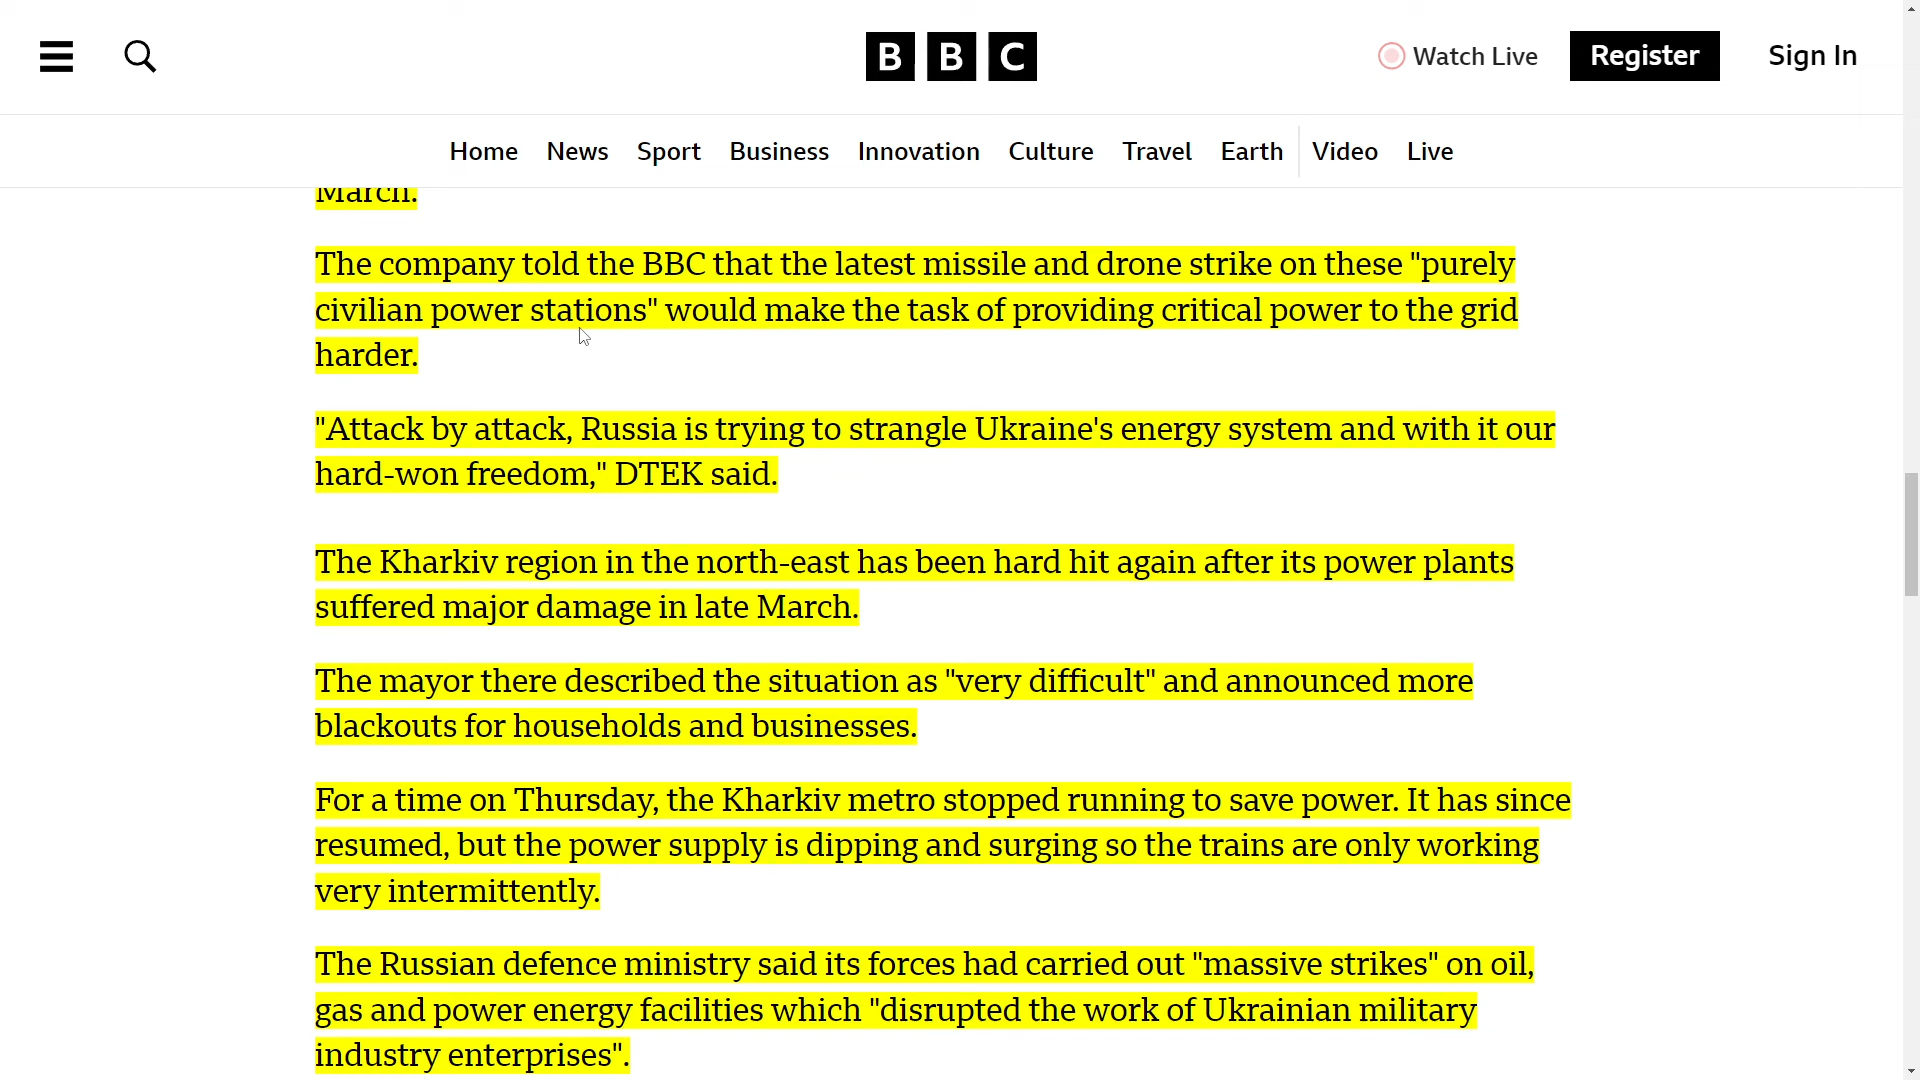 BBC
Watch Live
Register
Sign In
Home
News
Sport
Business
Innovation
Culture
Travel
Earth
Video
Live
March.
The company told the BBC that the latest missile and drone strike on these "purely
civilian power stations" would make the task of providing critical power to the grid
harder.
"Attack by attack, Russia is trying to strangle Ukraine's energy system and with it our
hard-won freedom," DTEK said.
The Kharkiv region in the north-east has been hard hit again after its power plants
suffered major damage in late March.
The mayor there described the situation as "very difficult" and announced more
blackouts for households and businesses.
For a time on Thursday, the Kharkiv metro stopped running to save power. It has since
resumed, but the power supply is dipping and surging so the trains are only working
very intermittently.
The Russian defence ministry said its forces had carried out "massive strikes" on oil,
gas and power energy facilities which "disrupted the work of Ukrainian military
industry enterprises".